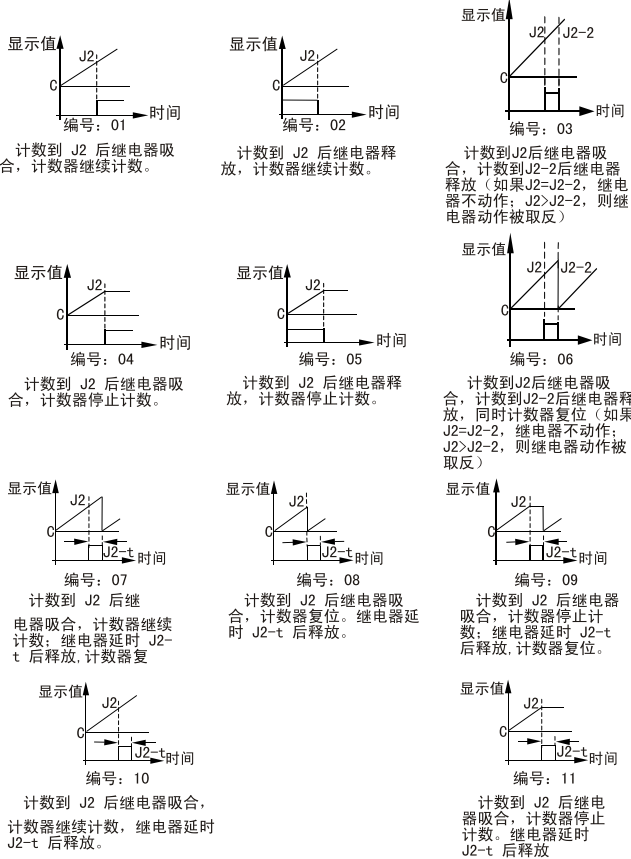 显示值
J2
C
时间
编号：01
计数到 J2 后继电器吸
合，计数器继续计数。
显示值
J2
C
时间
编号：02
计数到 J2 后继电器释
放，计数器继续计数。
显示值
J2
J2-2
C
时间
编号：03
计数到J2后继电器吸
合，计数到J2-2后继电器
释放（如果J2=J2-2，继电
器不动作；J2>J2-2，则继
电器动作被取反）
显示值
J2
C
时间
编号：04
计数到 J2 后继电器吸
合，计数器停止计数。
显示值
J2
C
时间
编号：05
计数到 J2 后继电器释
放，计数器停止计数。
显示值
J2
J2-2
C
时间
编号：06
计数到J2后继电器吸
合，计数到J2-2后继电器释
放，同时计数器复位（如果
J2=J2-2，继电器不动作；
J2>J2-2，则继电器动作被
取反）
显示值
J2
C
J2-t
时间
编号：07
计数到 J2 后继
电器吸合，计数器继续
计数；继电器延时 J2-
t 后释放,计数器复
显示值
J2
C
J2-t
时间
编号：08
计数到 J2 后继电器吸
合，计数器复位。继电器延
时 J2-t 后释放。
显示值
J2
C
J2-t
时间
编号：09
计数到 J2 后继电器
吸合，计数器停止计
数；继电器延时 J2-t
后释放,计数器复位。
显示值
J2
C
J2-t
时间
编号：10
计数到 J2 后继电器吸合，
计数器继续计数，继电器延时
J2-t 后释放。
显示值
J2
C
J2-t
时间
编号：11
计数到 J2 后继电
器吸合，计数器停止
计数。继电器延时
J2-t 后释放